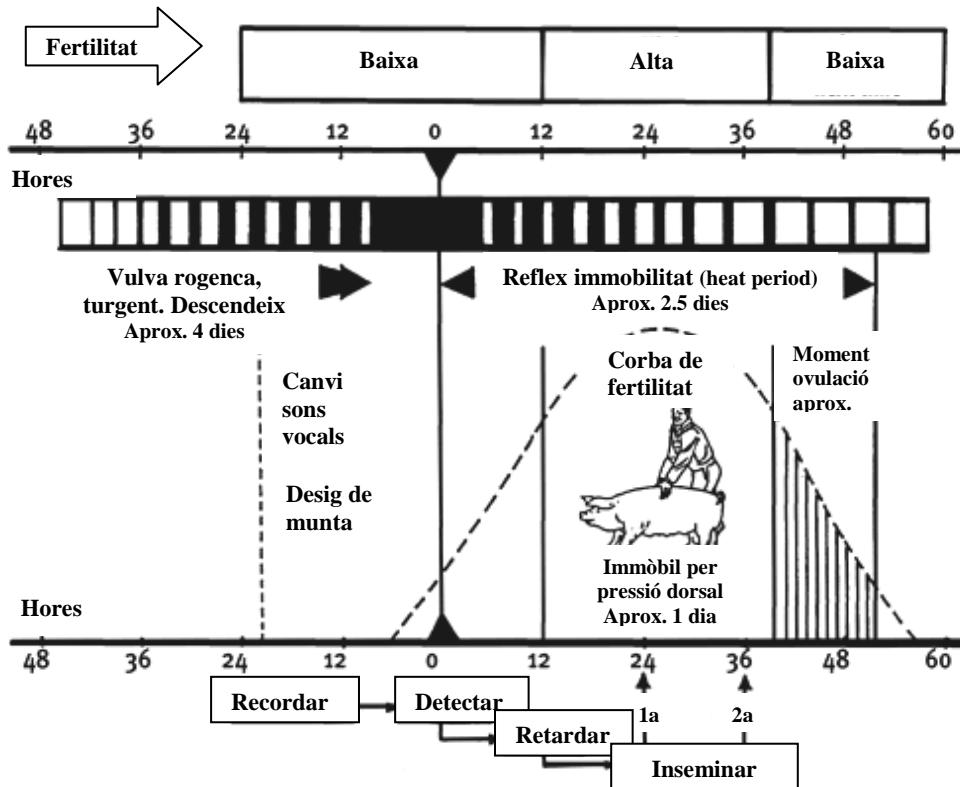 Fertilitat
Baixa
Alta
Baixa
48 36 24 12 0 12 24 36 48 60
Hores
Vulva rogenca,
turgent. Descendeix
Aprox. 4 dies
Reflex immobilitat (heat period)
Aprox. 2.5 dies
Canvi
sons
vocals
Desig de
munta
Corba de
fertilitat
Moment
ovulació
aprox.
Immòbil per
pressió dorsal
Aprox. 1 dia
Hores
48 36 24 12 0 12 24 36 48 60
Recordar
Detectar
Retardar
1a
2a
Inseminar